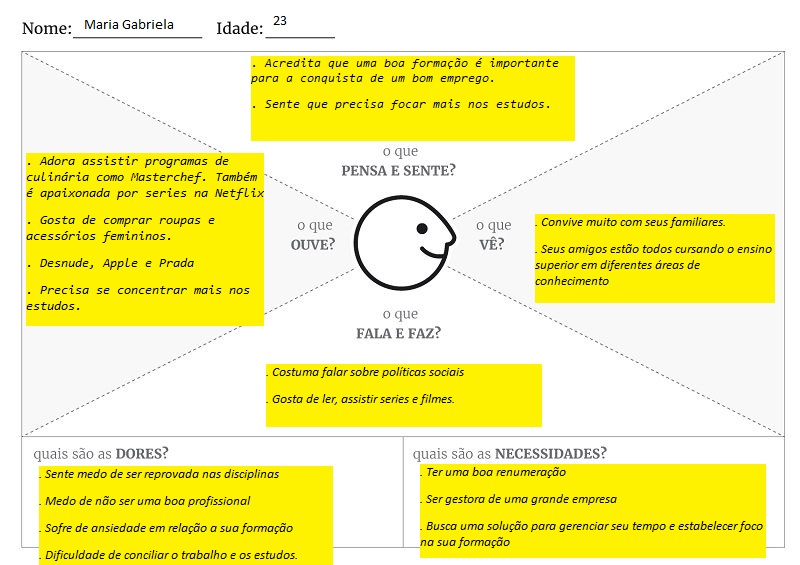 Nome: Maria Gabriela Idade: 23
. Acredita que uma boa formação é importante
para a conquista de um bom emprego.
. Sente que precisa focar mais nos estudos.
o que
PENSA E SENTE?
. Adora assistir programas de
culinária como Masterchef. Também
é apaixonada por series na Netflix
. Gosta de comprar roupas e
acessórios femininos.
. Desnude, Apple e Prada
. Precisa se concentrar mais nos
estudos.
o que
OUVE?
o que
VÊ?
. Convive muito com seus familiares.
. Seus amigos estão todos cursando o ensino
superior em diferentes áreas de
conhecimento
o que
FALA E FAZ?
. Costuma falar sobre políticas sociais
. Gosta de ler, assistir series e filmes.
quais são as DORES?
. Sente medo de ser reprovada nas disciplinas
. Medo de não ser uma boa profissional
. Sofre de ansiedade em relação a sua formação
. Dificuldade de conciliar o trabalho e os estudos.
quais são as NECESSIDADES?
. Ter uma boa renumeração
. Ser gestora de uma grande empresa
. Busca uma solução para gerenciar seu tempo e estabelecer foco
na sua formação